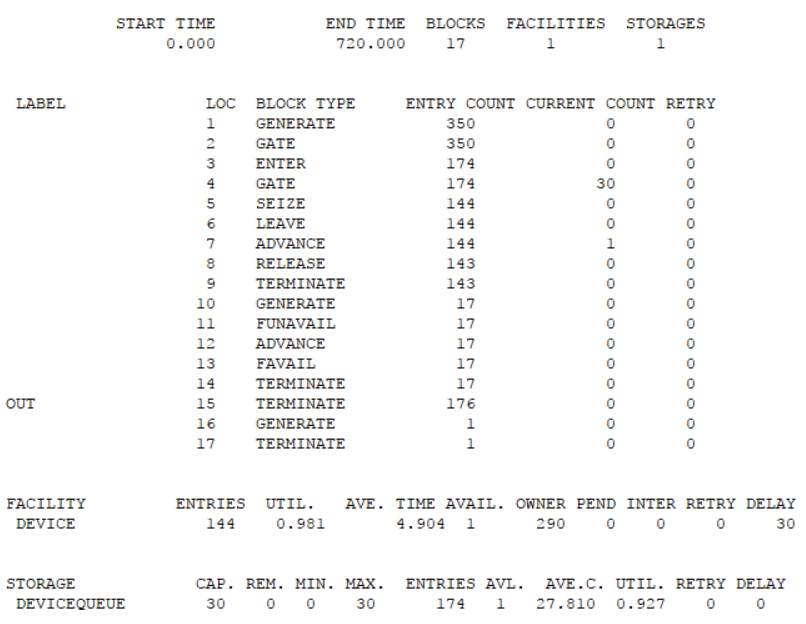 START TIME END TIME BLOCKS FACILITIES STORAGES
0.000 720.000 17 1 1
LABEL LOC BLOCK TYPE ENTRY COUNT CURRENT COUNT RETRY
1 GENERATE 350 0 0
2 GATE 350 0 0
3 ENTER 174 0 0
4 GATE 174 30 0
5 SEIZE 144 0 0
6 LEAVE 144 0 0
7 ADVANCE 144 1 0
8 RELEASE 143 0 0
9 TERMINATE 143 0 0
10 GENERATE 17 0 0
11 FUNAVAIL 17 0 0
12 ADVANCE 17 0 0
13 FAVAIL 17 0 0
14 TERMINATE 17 0 0
OUT 15 TERMINATE 176 0 0
16 GENERATE 1 0 0
17 TERMINATE 1 0 0
FACILITY ENTRIES UTIL. AVE. TIME AVAIL. OWNER PEND INTER RETRY DELAY
DEVICE 144 0.981 4.904 1 290 0 0 0 30
STORAGE CAP. REM. MIN. MAX. ENTRIES AVL. AVE.C. UTIL. RETRY DELAY
DEVICEQUEUE 30 0 0 30 174 1 27.810 0.927 0 0